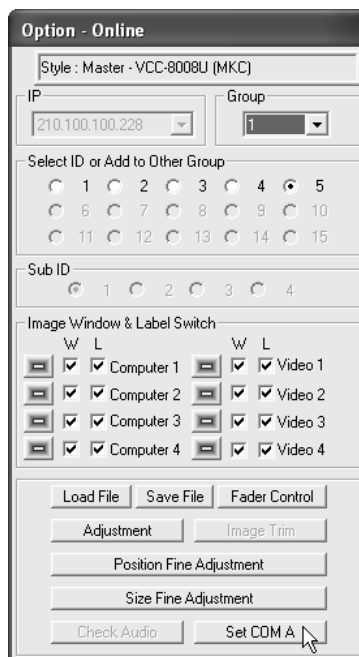 Option - Online
Style : Master - VCC-8008U (MKC)
IP
Group
210.100.100.228
1
Select ID or Add to Other Group
1 2 3 4 5
6 7 8 9 10
11 12 13 14 15
Sub ID
1 2 3 4
Image Window & Label Switch
W L W L
Computer 1 Video 1
Computer 2 Video 2
Computer 3 Video 3
Computer 4 Video 4
Load File Save File Fader Control
Adjustment Image Trim
Position Fine Adjustment
Size Fine Adjustment
Check Audio Set COM A